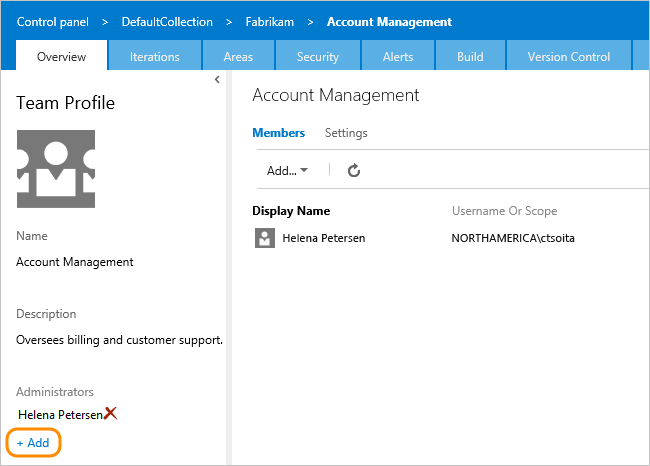 Control panel > DefaultCollection > Fabrikam > Account Management
Overview Iterations Areas Security Alerts Build Version Control
Team Profile
Name
Account Management
Description
Oversees billing and customer support.
Administrators
Helena Petersen
+ Add
Account Management
Members Settings
Add...
Display Name Username Or Scope
Helena Petersen NORTHAMERICA\ctsoita